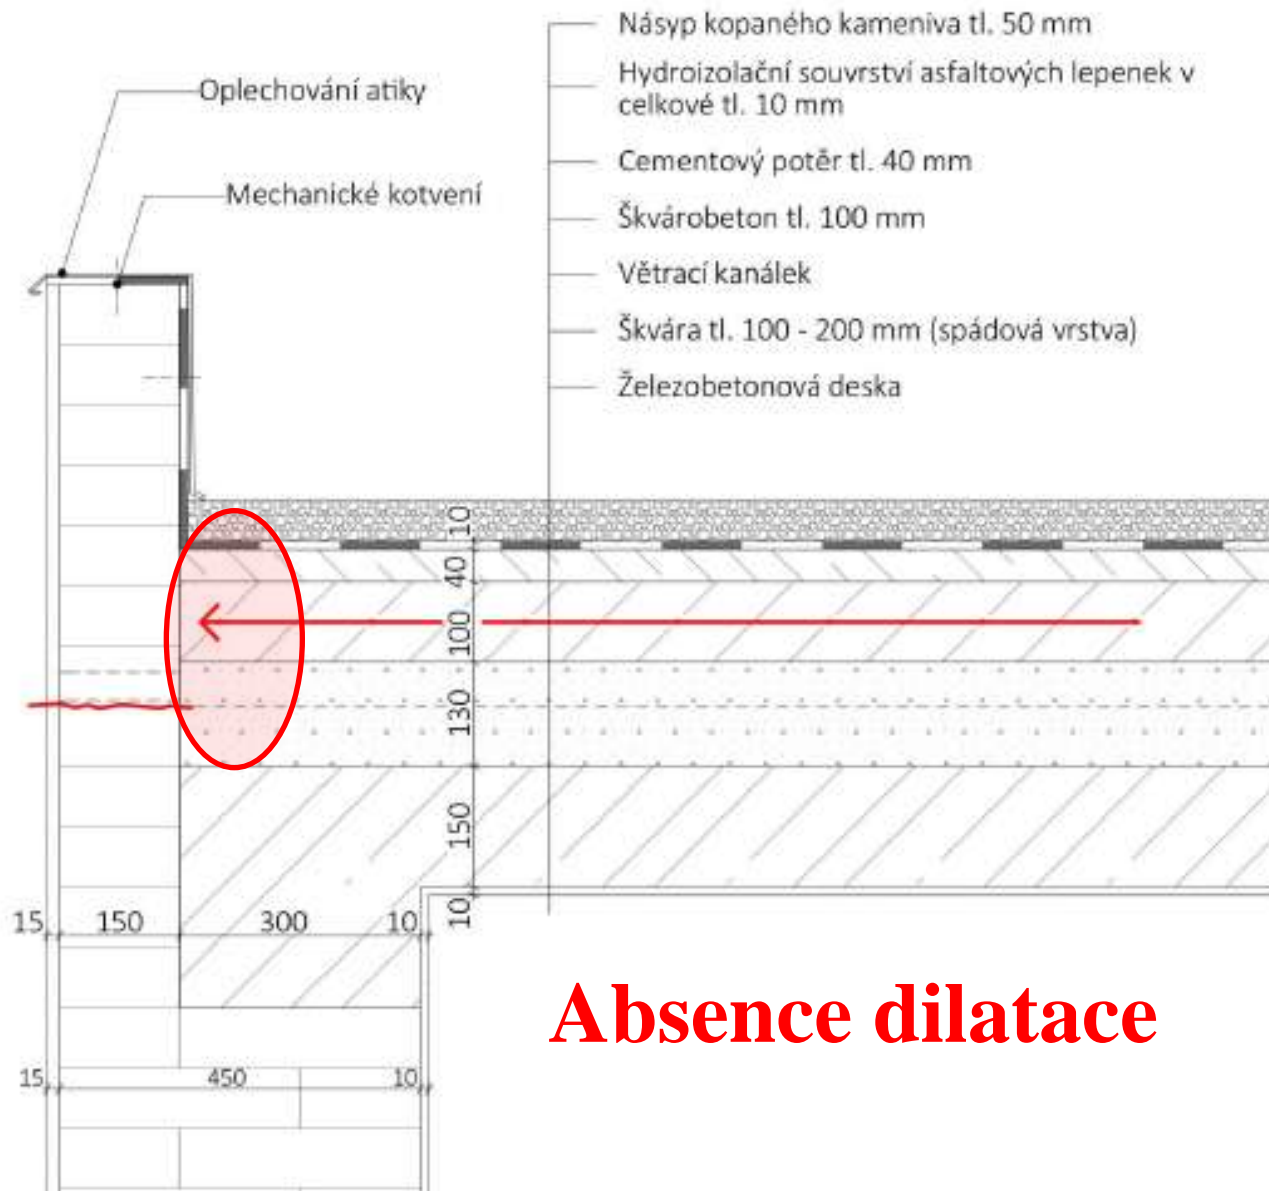 Násyp kopaného kameniva tl. 50 mm
Hydroizolační souvrství asfaltových lepenek v
celkové tl. 10 mm
Cementový potěr tl. 40 mm
Škvárobeton tl. 100 mm
Větrací kanálek
Škvára tl. 100 - 200 mm (spádová vrstva)
Železobetonová deska
Oplechování atiky
Mechanické kotvení
10
40
100
130
150
10
15 150 300 10
Absence dilatace
15 450 10